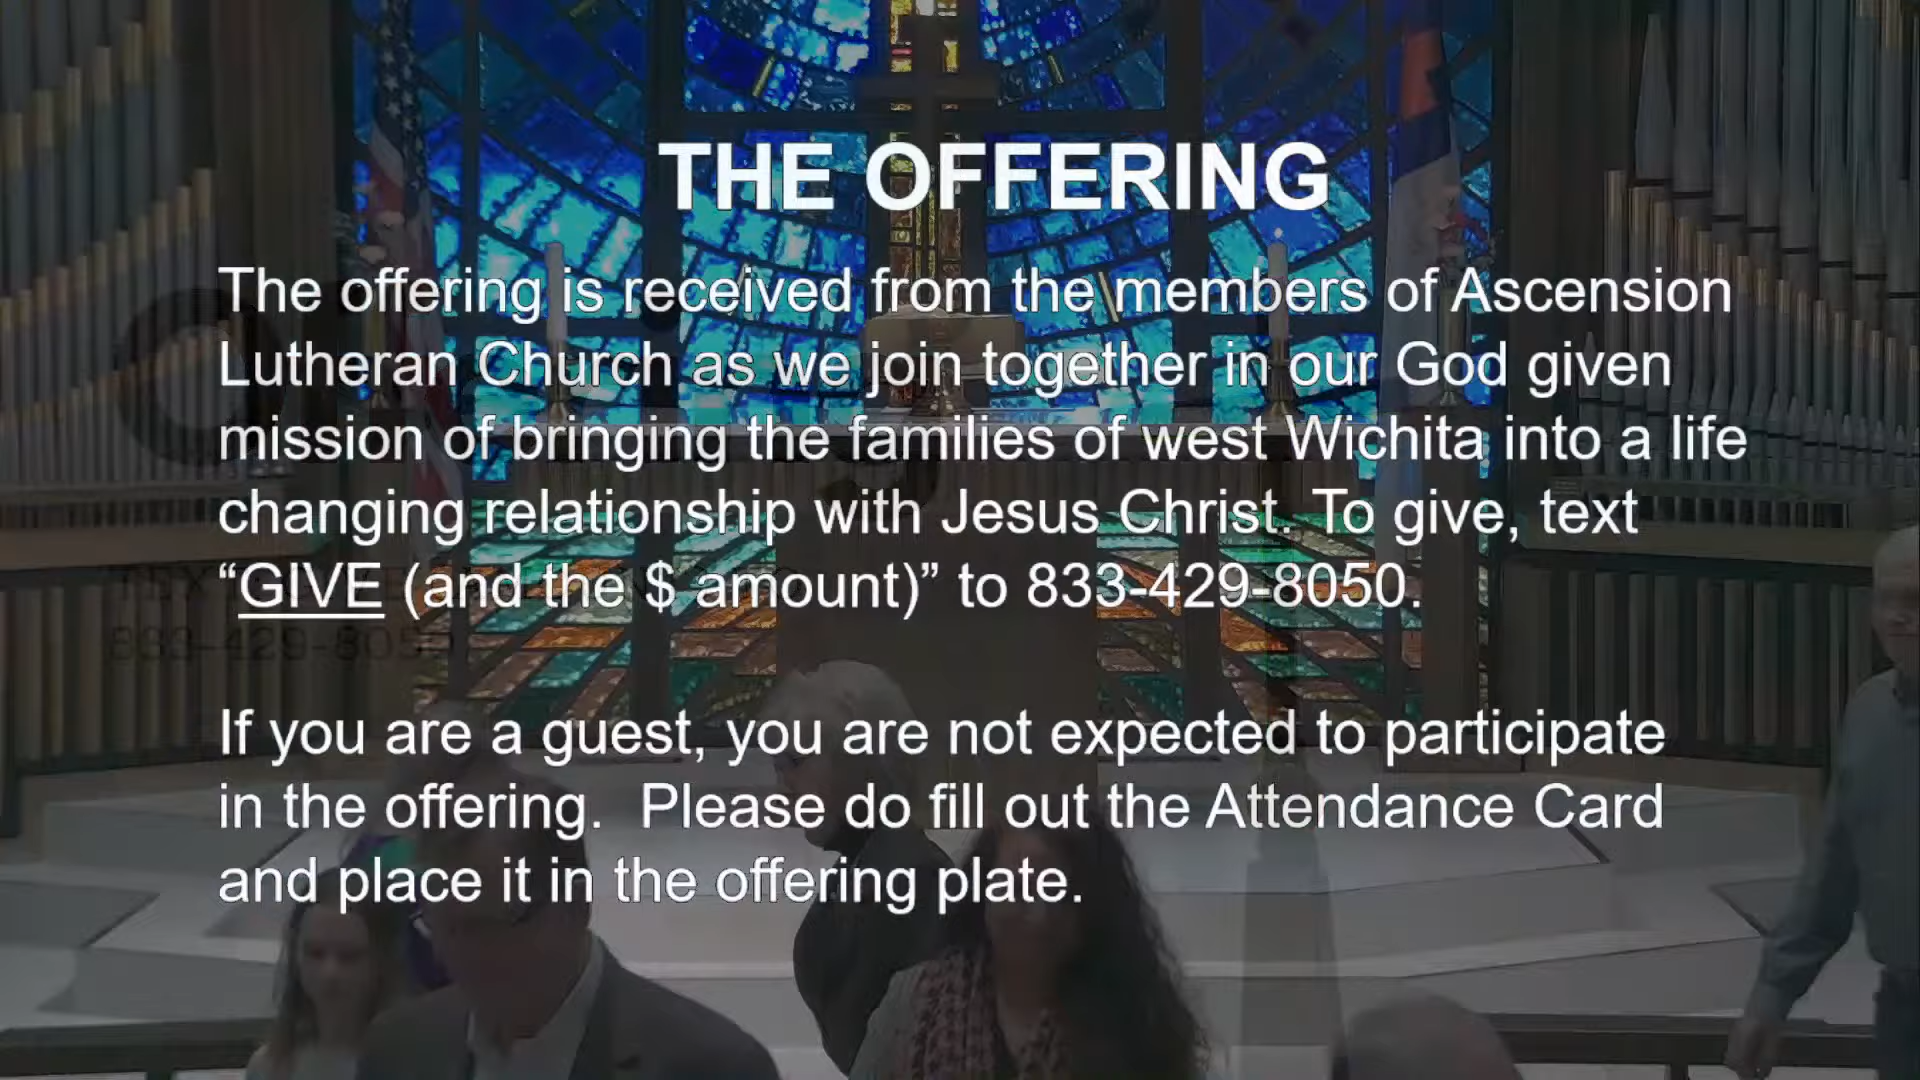 THE OFFERING
The offering is received from the members of Ascension
Lutheran Church as we join together in our God given
mission of bringing the families of west Wichita into a life
changing relationship with Jesus Christ. To give, text
“GIVE (and the $ amount)” to 833-429-8050.
833-429-805
If you are a guest, you are not expected to participate
in the offering.  Please do fill out the Attendance Card
and place it in the offering plate.